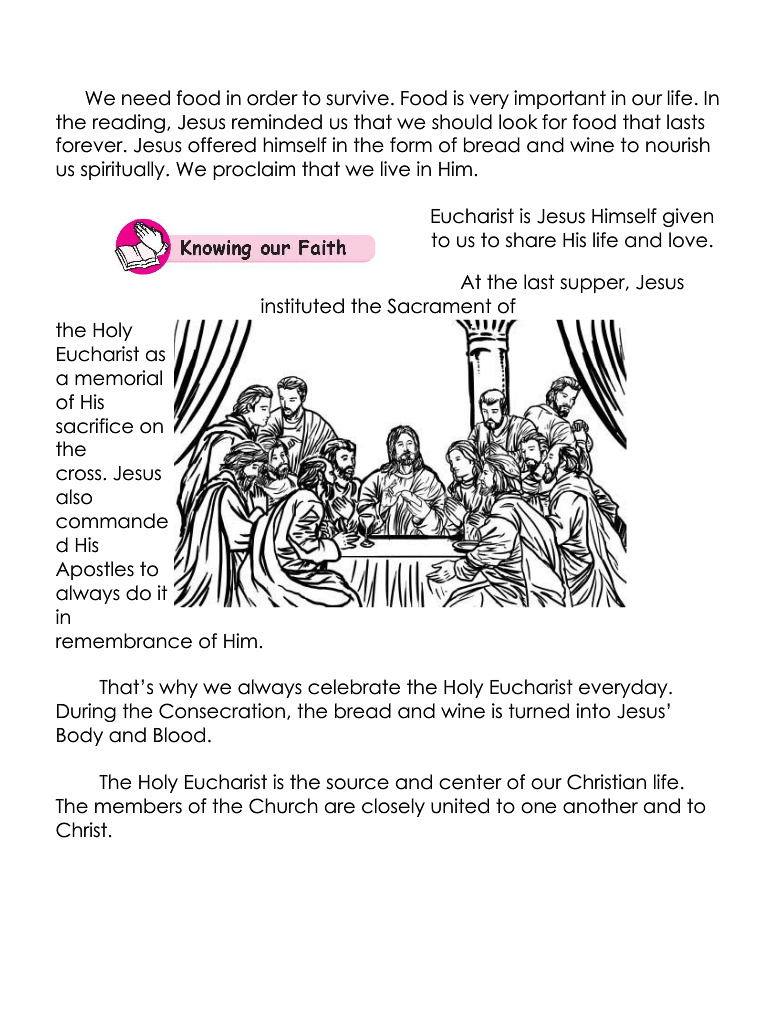 We need food in order to survive. Food is very important in our life. In
the reading, Jesus reminded us that we should look for food that lasts
forever. Jesus offered himself in the form of bread and wine to nourish
us spiritually. We proclaim that we live in Him.
Knowing our Faith
Eucharist is Jesus Himself given
to us to share His life and love.
At the last supper, Jesus
instituted the Sacrament of
the Holy
Eucharist as
a memorial
of His
sacrifice on
the
cross. Jesus
also
commande
d His
Apostles to
always do it
in
remembrance of Him.
That’s why we always celebrate the Holy Eucharist everyday.
During the Consecration, the bread and wine is turned into Jesus’
Body and Blood.
The Holy Eucharist is the source and center of our Christian life.
The members of the Church are closely united to one another and to
Christ.